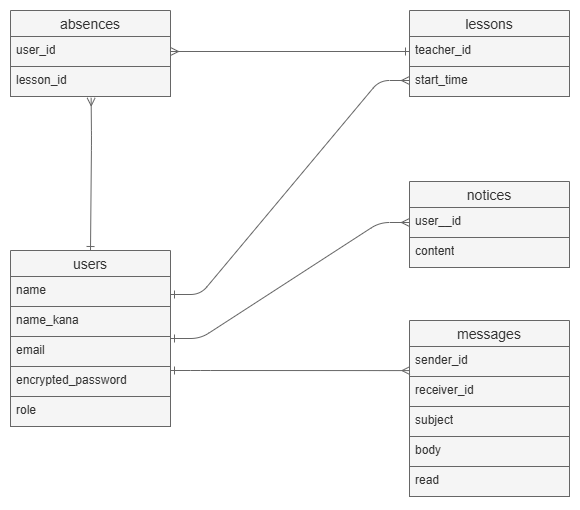 absences
user_id
lesson_id
lessons
teacher_id
start_time
notices
user__id
content
users
name
name_kana
email
encrypted_password
role
messages
sender_id
receiver_id
subject
body
read